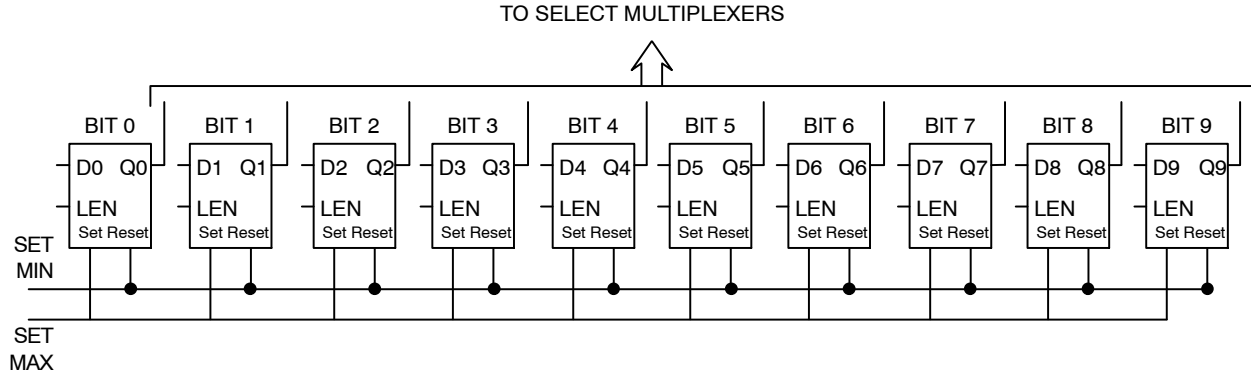 TO SELECT MULTIPLEXERS
BIT 0 BIT 1 BIT 2 BIT 3 BIT 4 BIT 5 BIT 6 BIT 7 BIT 8 BIT 9
D0 Q0 D1 Q1 D2 Q2 D3 Q3 D4 Q4 D5 Q5 D6 Q6 D7 Q7 D8 Q8 D9 Q9
LEN LEN LEN LEN LEN LEN LEN LEN LEN LEN
Set Reset Set Reset Set Reset Set Reset Set Reset Set Reset Set Reset Set Reset Set Reset Set Reset
SET
MIN
SET
MAX